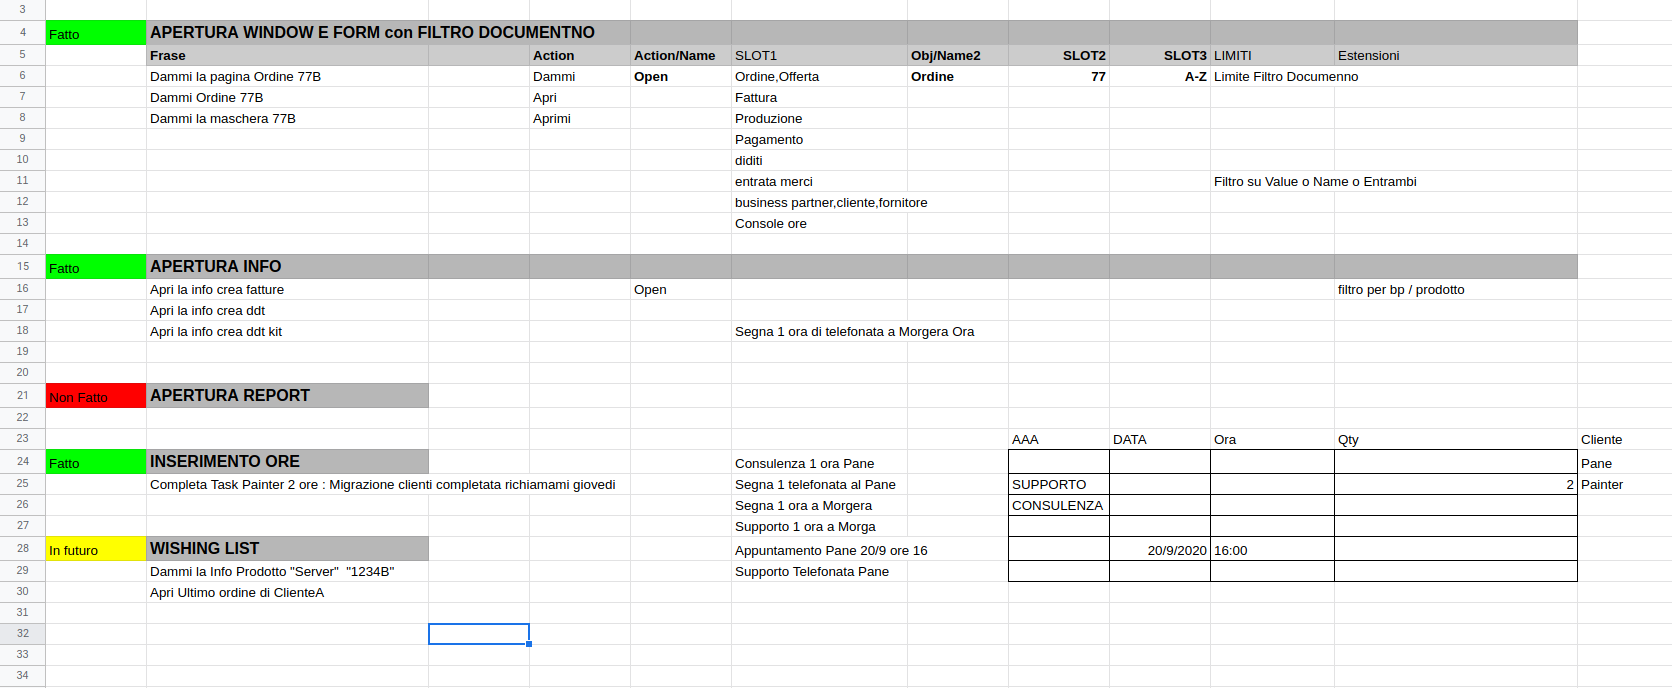 3
4 Fatto APERTURA WINDOW E FORM con FILTRO DOCUMENTNO
5 Frase Action Action/Name SLOT1 Obj/Name2 SLOT2 SLOT3 LIMITI Estensioni
6 Dammi la pagina Ordine 77B Dammi Open Ordine,Offerta Ordine 77 A-Z Limite Filtro Documenno
7 Dammi Ordine 77B Apri Fattura
8 Dammi la maschera 77B Aprimi Produzione
9 Pagamento
10 diditi
11 entrata merci Filtro su Value o Name o Entrambi
12 business partner,cliente,fornitore
13 Console ore
14
15 Fatto APERTURA INFO
16 Apri la info crea fatture Open filtro per bp / prodotto
17 Apri la info crea ddt
18 Apri la info crea ddt kit Segna 1 ora di telefonata a Morgera Ora
19
20
21 Non Fatto APERTURA REPORT
22
23 AAA DATA Ora Qty Cliente
24 Fatto INSERIMENTO ORE Consulenza 1 ora Pane Pane
25 Completa Task Painter 2 ore : Migrazione clienti completata richiamami giovedi Segna 1 telefonata al Pane SUPPORTO 2 Painter
26 Segna 1 ora a Morgera CONSULENZA
27 Supporto 1 ora a Morga
28 In futuro WISHING LIST Appuntamento Pane 20/9 ore 16 20/9/2020 16:00
29 Dammi la Info Prodotto "Server" "1234B" Supporto Telefonata Pane
30 Apri Ultimo ordine di ClienteA
31
32
33
34